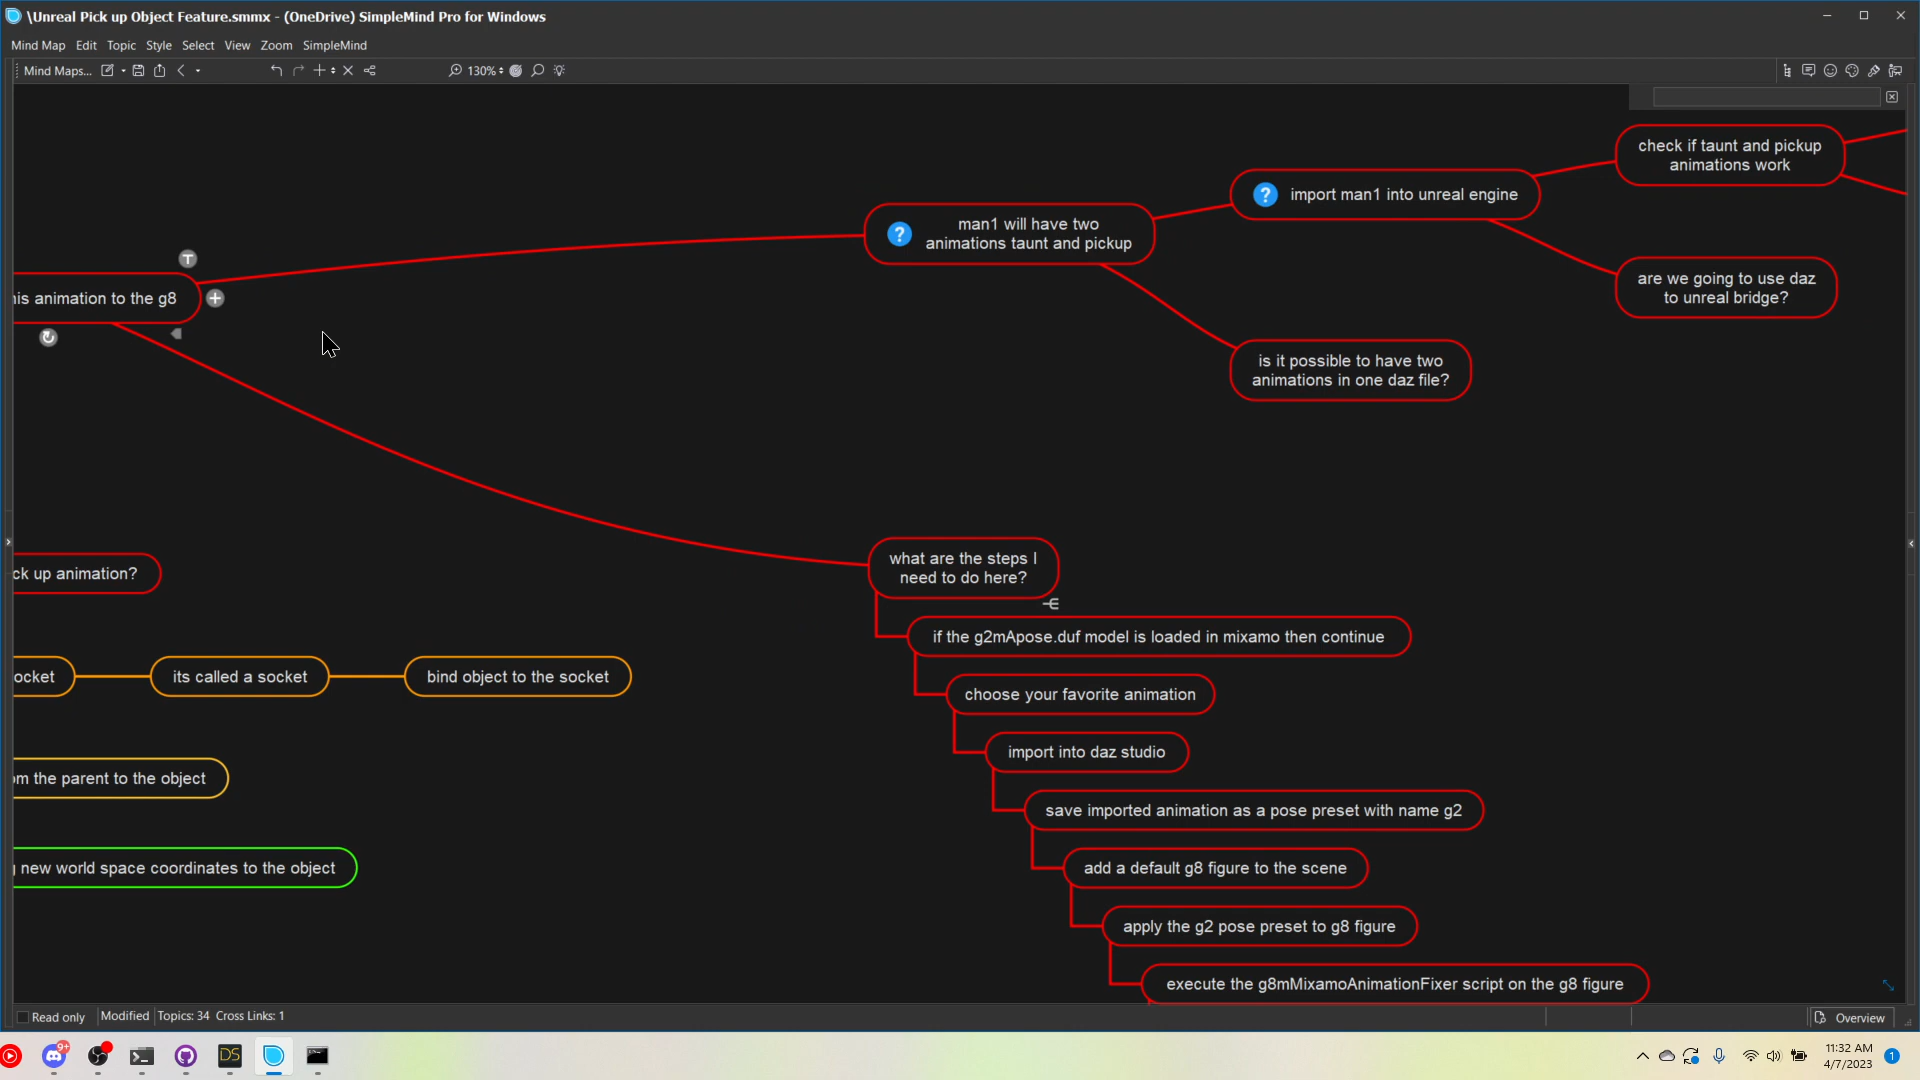 \Unreal Pick up Object Feature.smmx - (OneDrive) SimpleMind Pro for Windows
Mind Map Edit Topic Style Select View Zoom SimpleMind
Mind Maps... 130%
check if taunt and pickup
animations work
import man1 into unreal engine
man1 will have two
animations taunt and pickup
are we going to use daz
to unreal bridge?
animation to the g8
is it possible to have two
animations in one daz file?
what are the steps I
need to do here?
up animation?
if the g2mApose.duf model is loaded in mixamo then continue
its called a socket
bind object to the socket
choose your favorite animation
import into daz studio
the parent to the object
save imported animation as a pose preset with name g2
new world space coordinates to the object
add a default g8 figure to the scene
apply the g2 pose preset to g8 figure
execute the g8mMixamoAnimationFixer script on the g8 figure
Read only Modified Topics: 34 Cross Links: 1 Overview
9+
DS
11:32 AM
4/7/2023
1